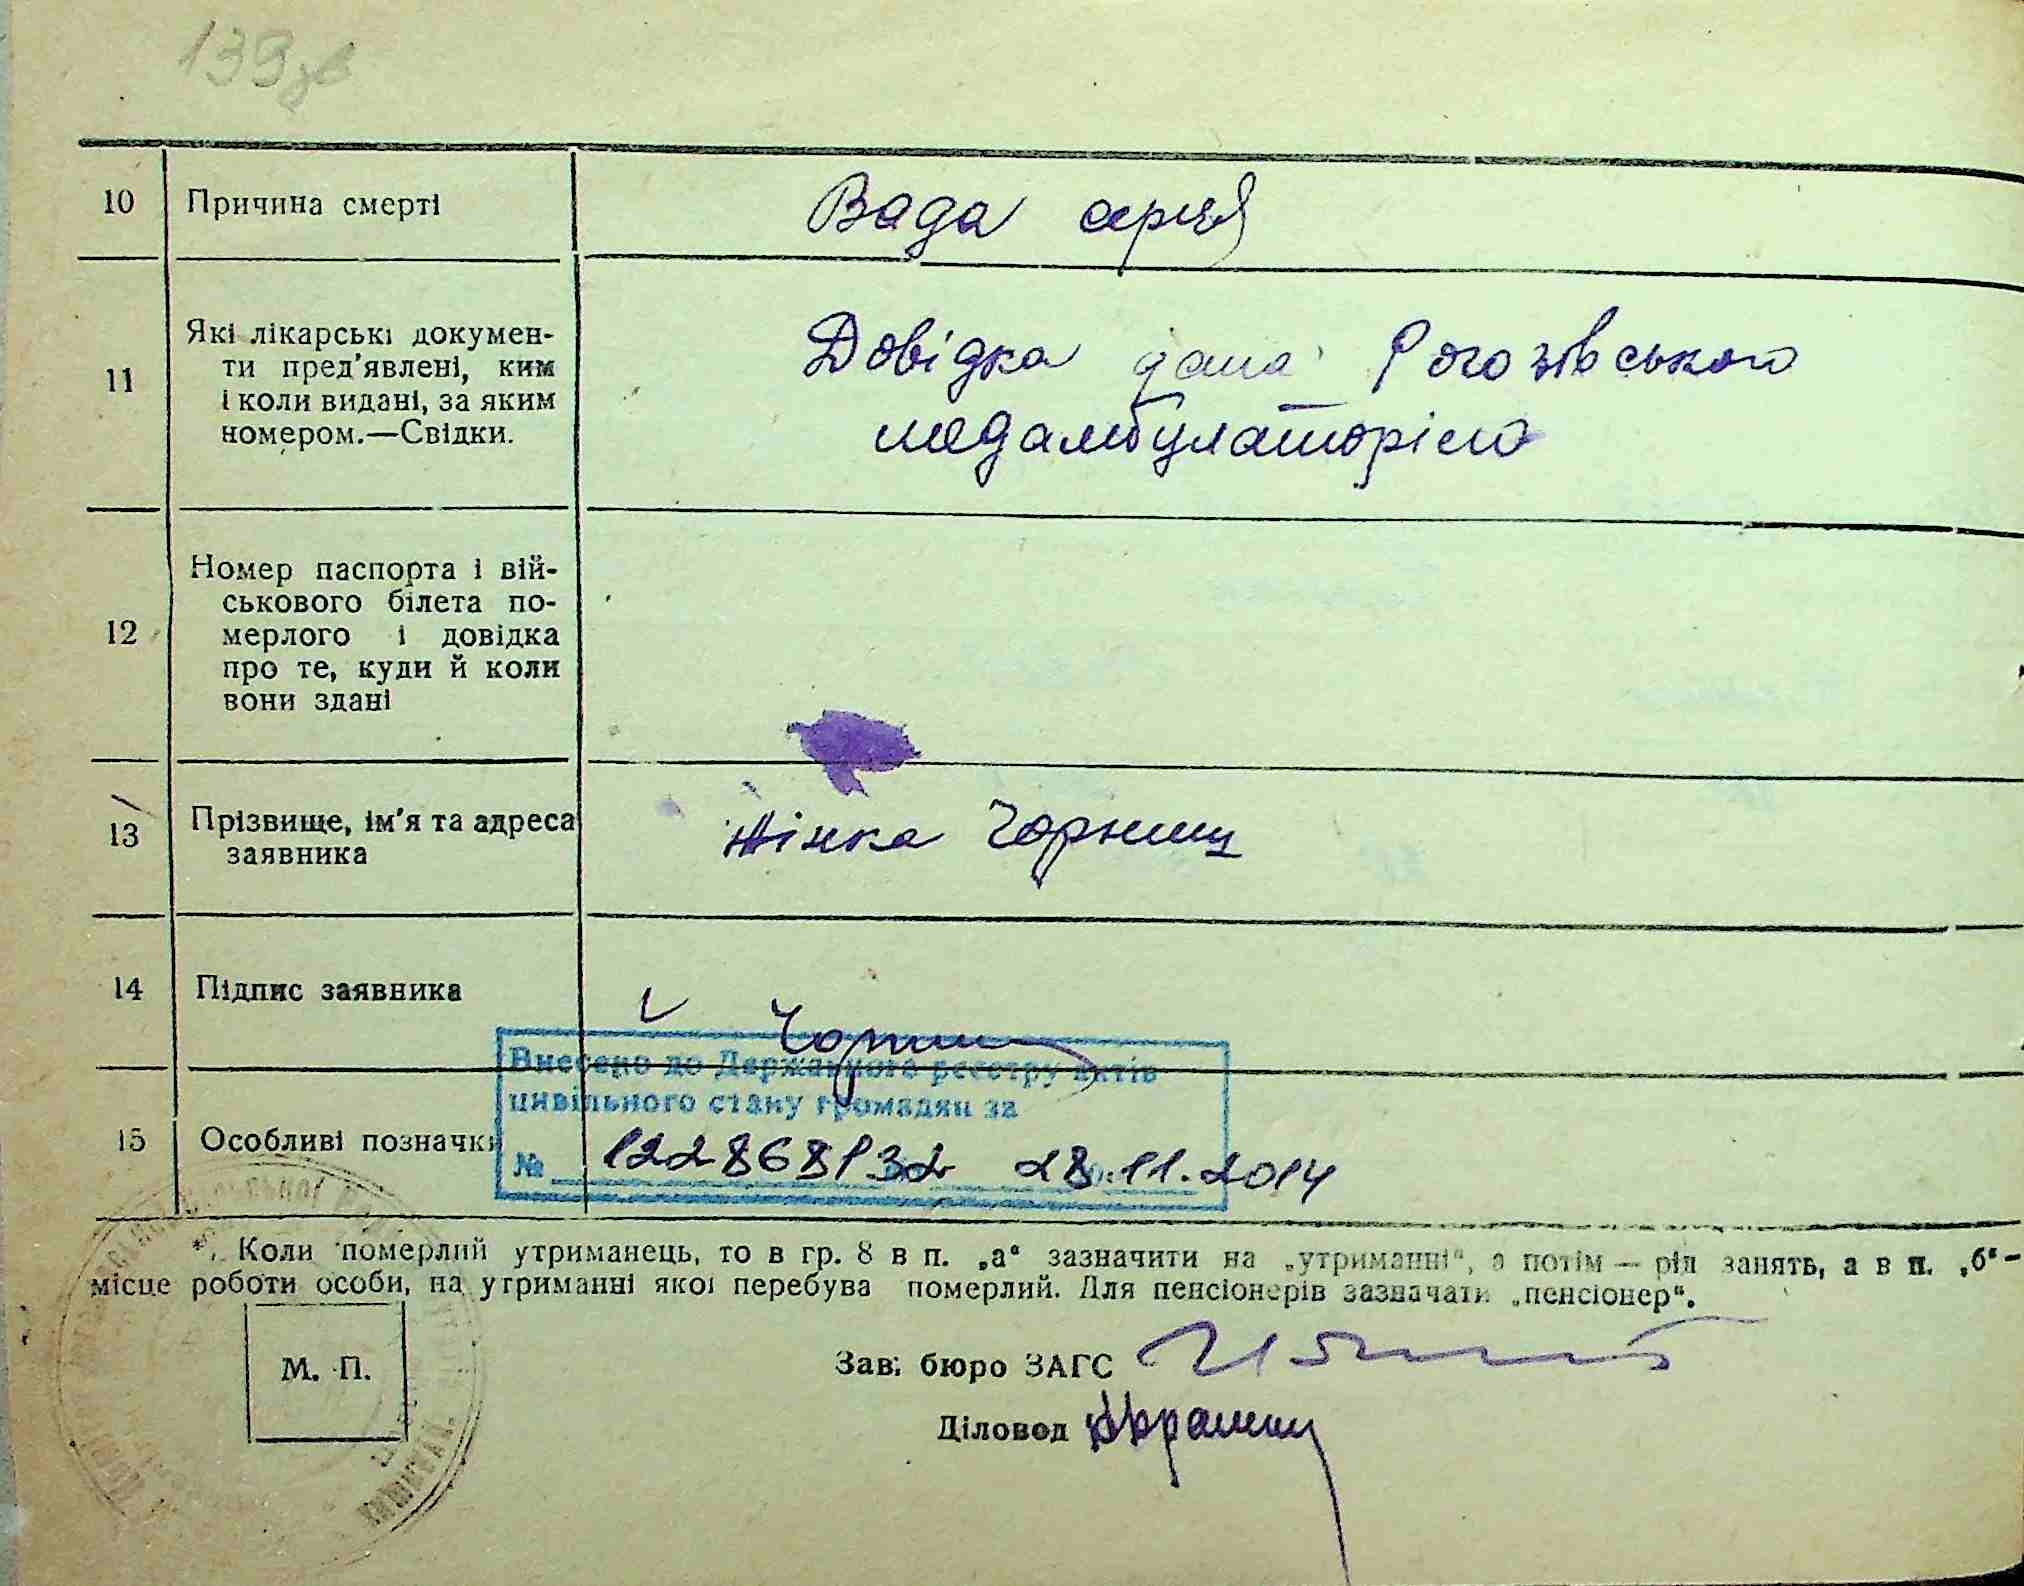 139зв
10 Причина смерті Вада серця
11 Які лікарські докумен-
ти пред'явлені, ким
і коли видані, за яким
номером.—Свідки.
Довідка дана Рогозівською
медамбулаторією
12 Номер паспорта і вій-
ськового білета по-
мерлого і довідка
про те, куди й коли
вони здані
13 Прізвище, ім'я та адреса
заявника
Жінка Чорниш
14 Підпис заявника
Внесено до Державного реєстру актів
цивільного стану громадян за
15 Особливі позначки
№ 122868132 28.11.2014
*, Коли померлий утриманець, то в гр. 8 в п. „а“ зазначити на „утриманні“, а потім — рід занять, а в п. „б“—
місце роботи особи, на утриманні якої перебува померлий. Для пенсіонерів зазначати „пенсіонер“.
М. П.
Зав. бюро ЗАГС
Діловод